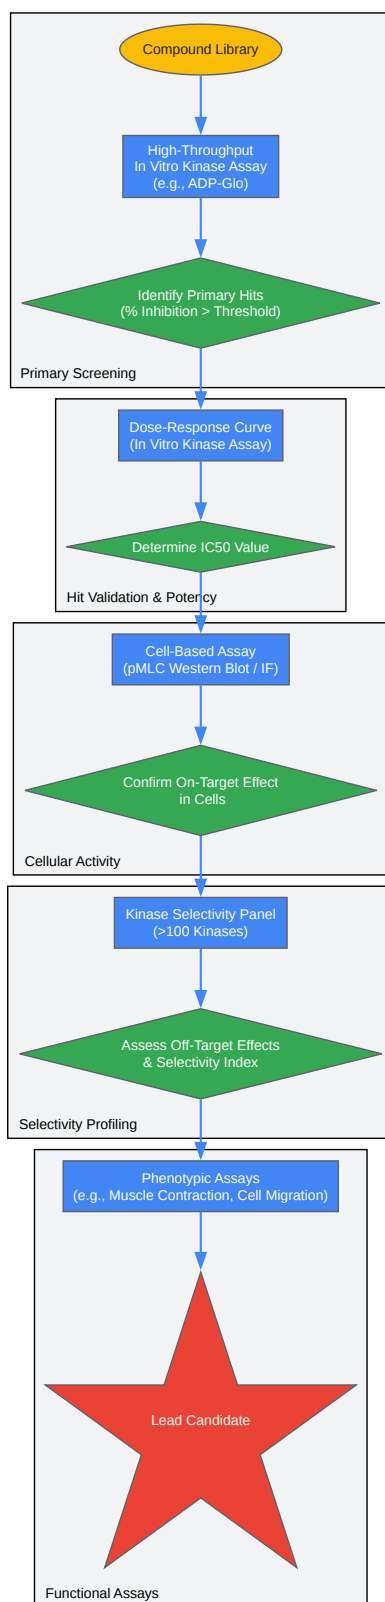 Compound Library
High-Throughput
In Vitro Kinase Assay
(e.g., ADP-Glo)
Identify Primary Hits
(% Inhibition > Threshold)
Primary Screening
Dose-Response Curve
(In Vitro Kinase Assay)
Determine IC50 Value
Hit Validation & Potency
Cell-Based Assay
(pMLC Western Blot / IF)
Confirm On-Target Effect
in Cells
Cellular Activity
Kinase Selectivity Panel
(>100 Kinases)
Assess Off-Target Effects
& Selectivity Index
Selectivity Profiling
Phenotypic Assays
(e.g., Muscle Contraction, Cell Migration)
Lead Candidate
Functional Assays